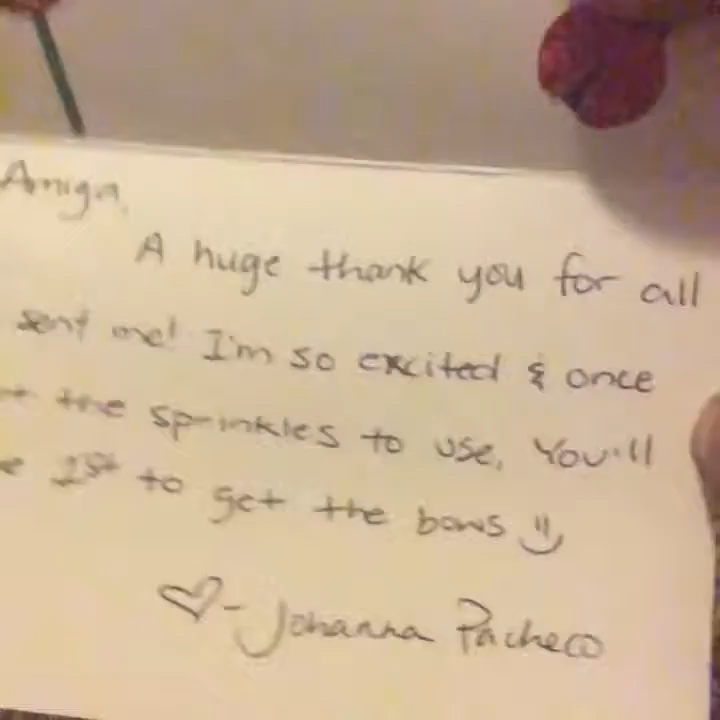 Amiga,
A huge thank you for all
sent me! I'm so excited & once
the sprinkles to use, You'll
1st to get the bows
- Johanna Pacheco